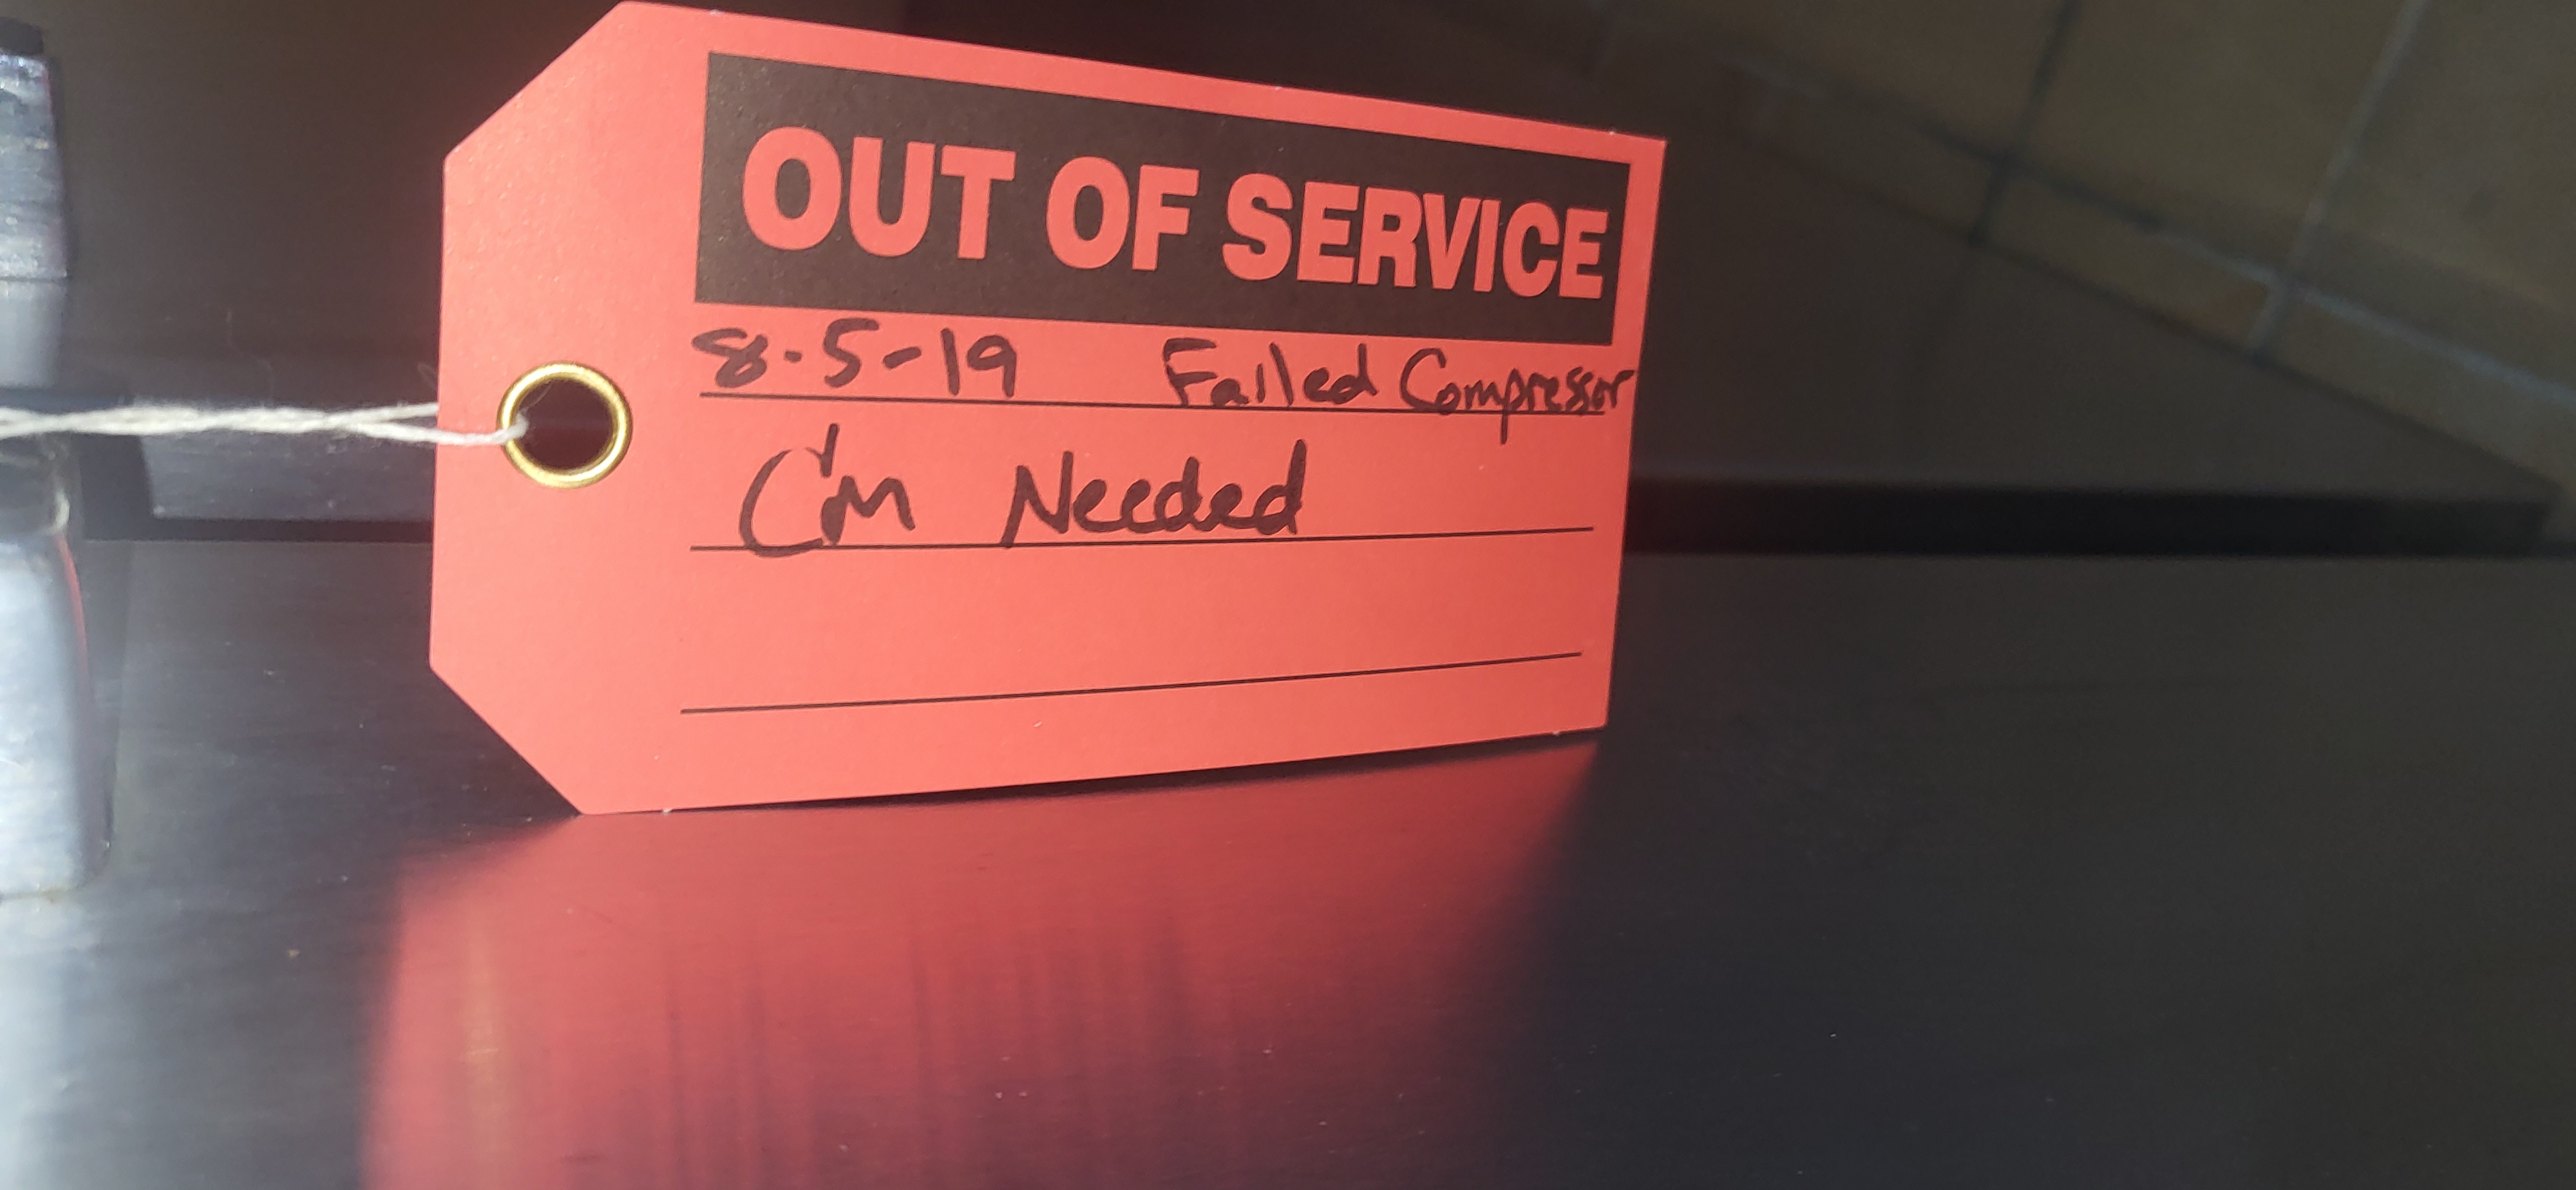 OUT OF SERVICE
8-5-19 Failed Compressor
C'm Needed